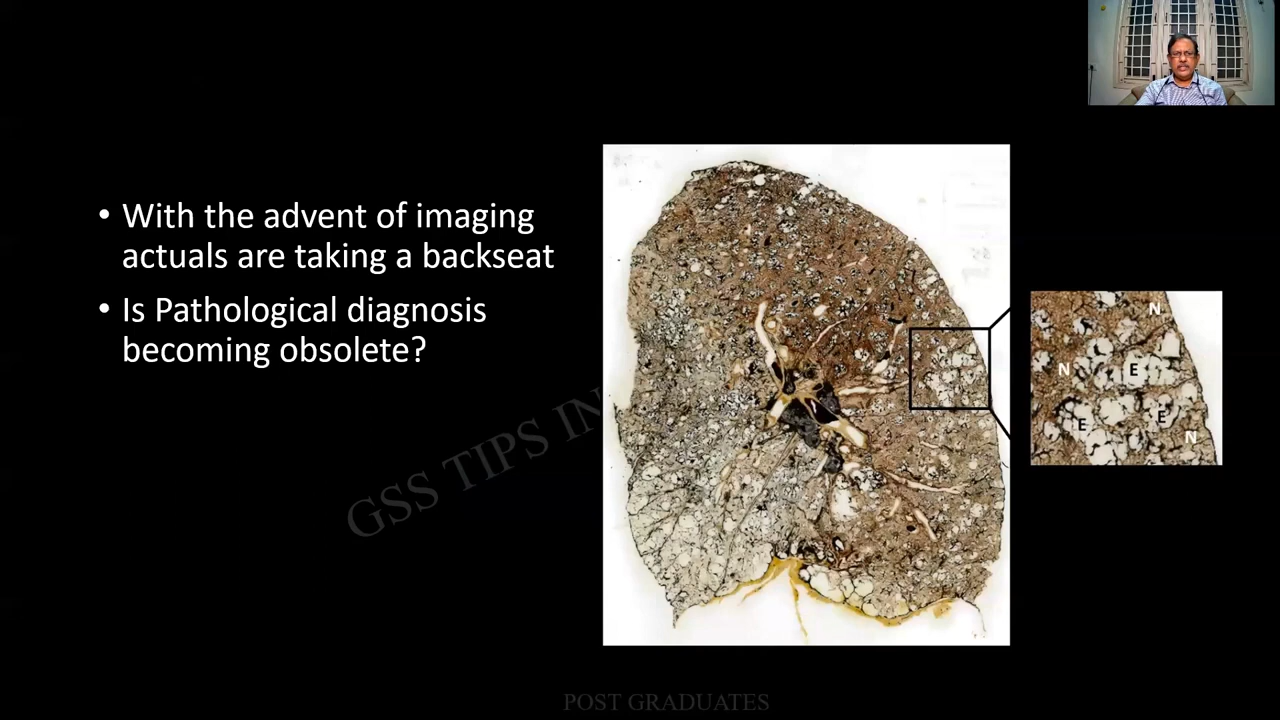 • With the advent of imaging
actuals are taking a backseat
• Is Pathological diagnosis
becoming obsolete?
N
N
E
E
E
N
GSS TIPS IN
POST GRADUATES